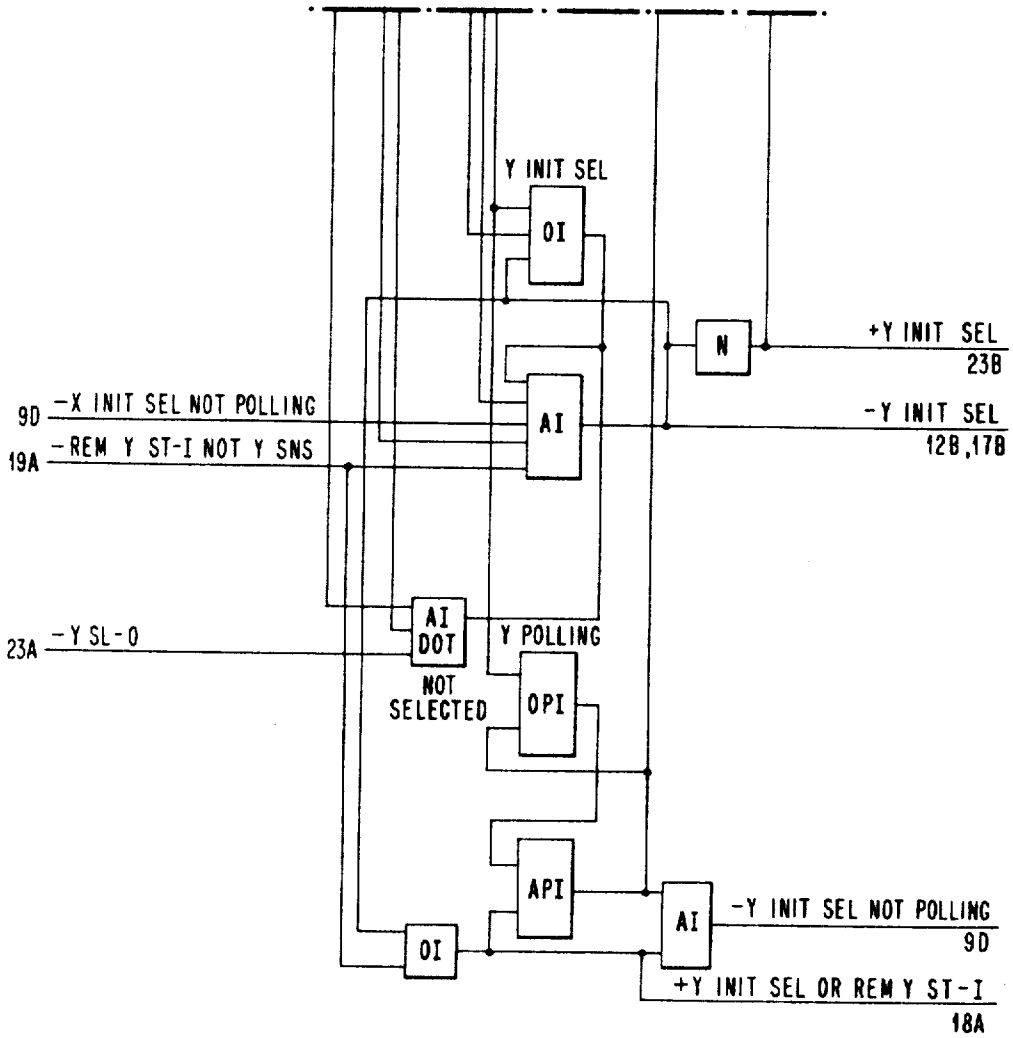 Y INIT SEL
OI
N
+Y INIT SEL
23B
-X INIT SEL NOT POLLING
9D
AI
-Y INIT SEL
12B,17B
-REM Y ST-I NOT Y SNS
19A
AI
DOT
-Y SL-O
23A
Y POLLING
NOT
SELECTED
OPI
API
AI
-Y INIT SEL NOT POLLING
9D
OI
+Y INIT SEL OR REM Y ST-I
18A